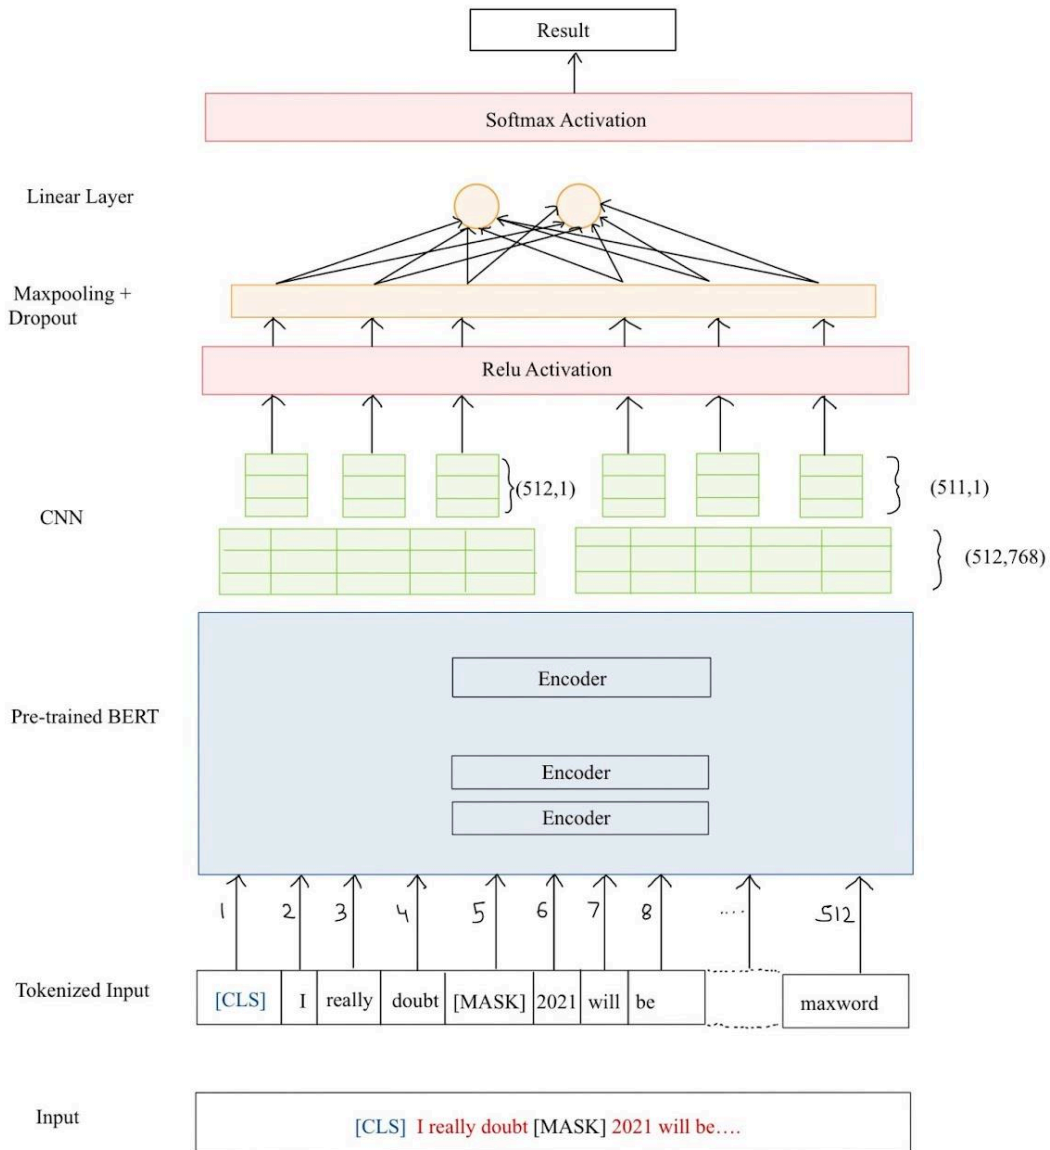 Result
Softmax Activation
Linear Layer
Maxpooling +
Dropout
Relu Activation
(512,1)
(511,1)
CNN
(512,768)
Encoder
Pre-trained BERT
Encoder
Encoder
1 2 3 4 5 6 7 8 .... 512
Tokenized Input
[CLS] I really doubt [MASK] 2021 will be maxword
Input
[CLS] I really doubt [MASK] 2021 will be....